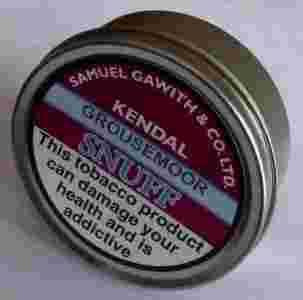 SAMUEL GAWITH & CO. LTD.
KENDAL
GROUSEMOOR
SNUFF
This tobacco product
can damage your
health and is
addictive